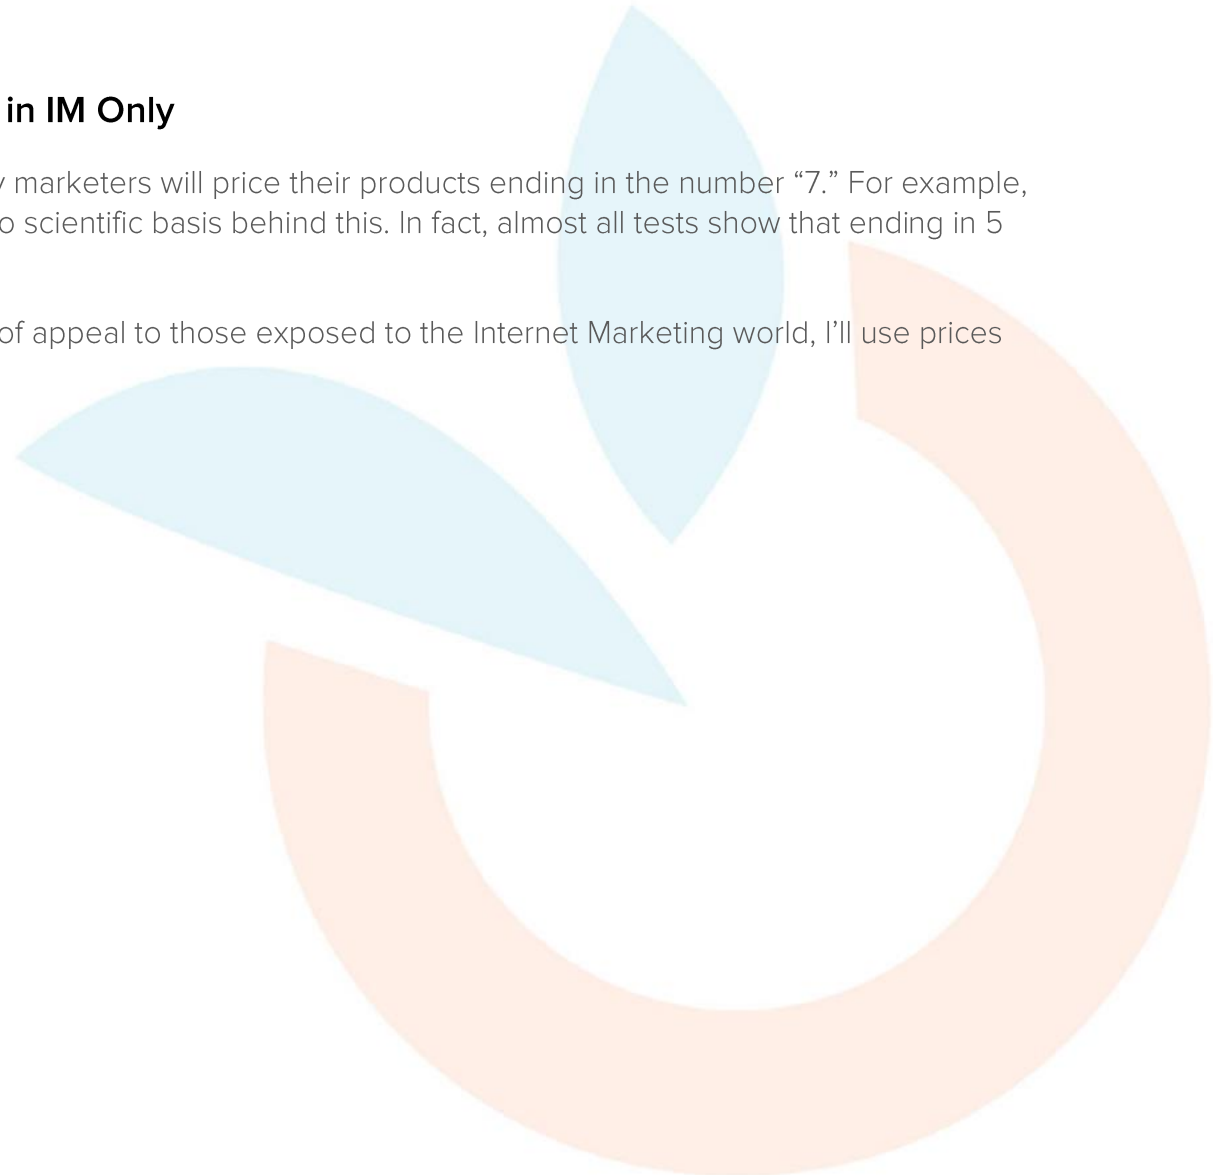 in IM Only
marketers will price their products ending in the number “7.” For example,
scientific basis behind this. In fact, almost all tests show that ending in 5
of appeal to those exposed to the Internet Marketing world, I’ll use prices